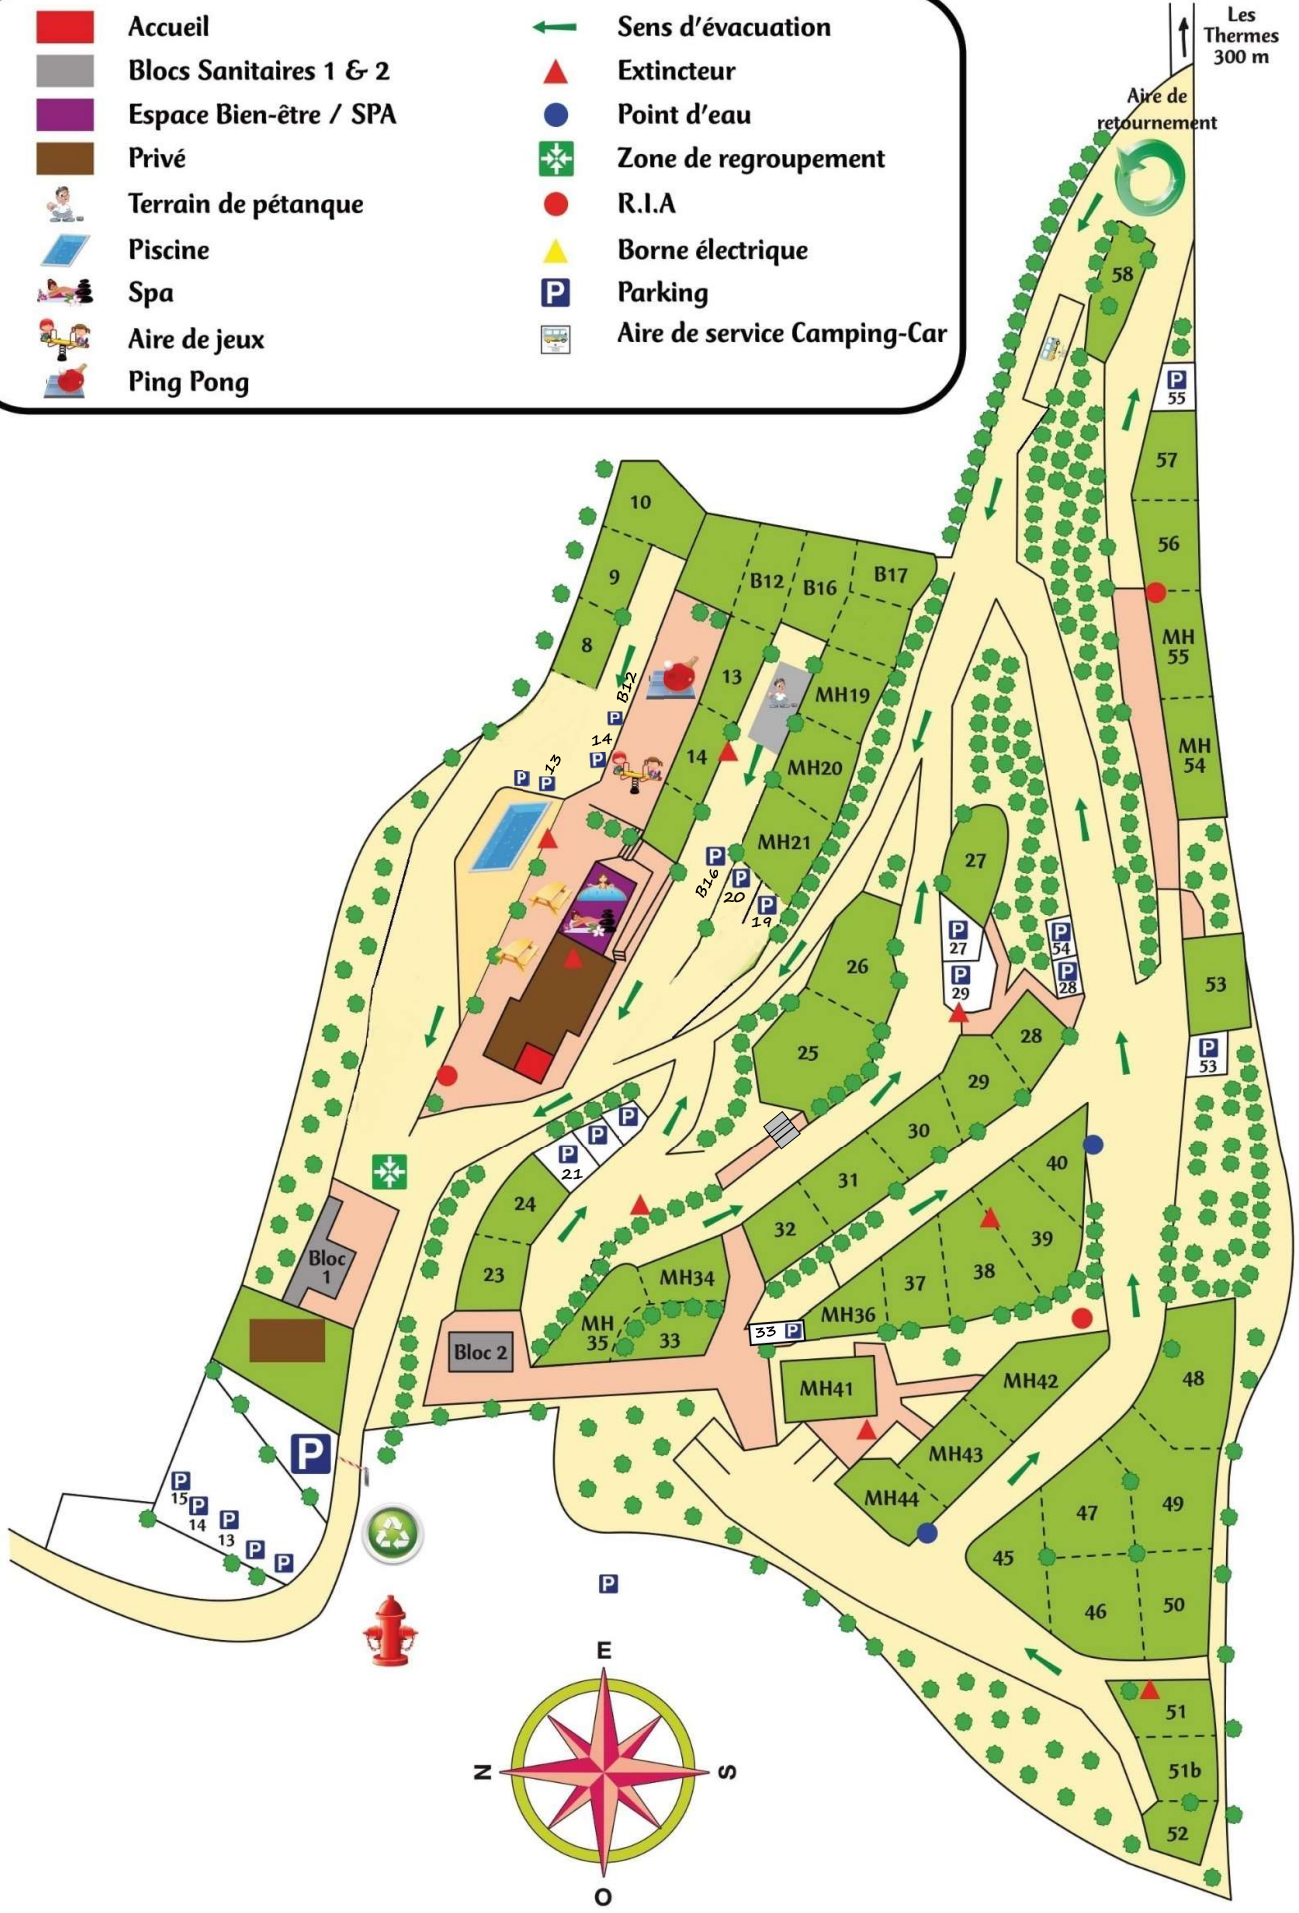 Accueil
Blocs Sanitaires 1 & 2
Espace Bien-être / SPA
Privé
Terrain de pétanque
Piscine
Spa
Aire de jeux
Ping Pong
Sens d'évacuation
Extincteur
Point d'eau
Zone de regroupement
R.I.A
Borne électrique
P Parking
Aire de service Camping-Car
Les
Thermes
300 m
Aire de
retournement
58
P
55
57
56
MH
55
MH
54
10
9
8
B12
B16
B17
13
14
MH19
MH20
MH21
B12
P
14
P
P
P 13
P
B16
P
20
P
19
27
P
27
P
29
P
54
P
28
26
25
53
P
53
28
29
30
31
32
40
39
38
37
MH36
P
P
P
21
24
23
Bloc
1
Bloc 2
MH34
MH
35
33
33 P
MH41
MH42
MH43
MH44
48
47
49
45
46
50
51
51b
52
P
P
15
P
14
P
13
P
P
P
E
N
S
O